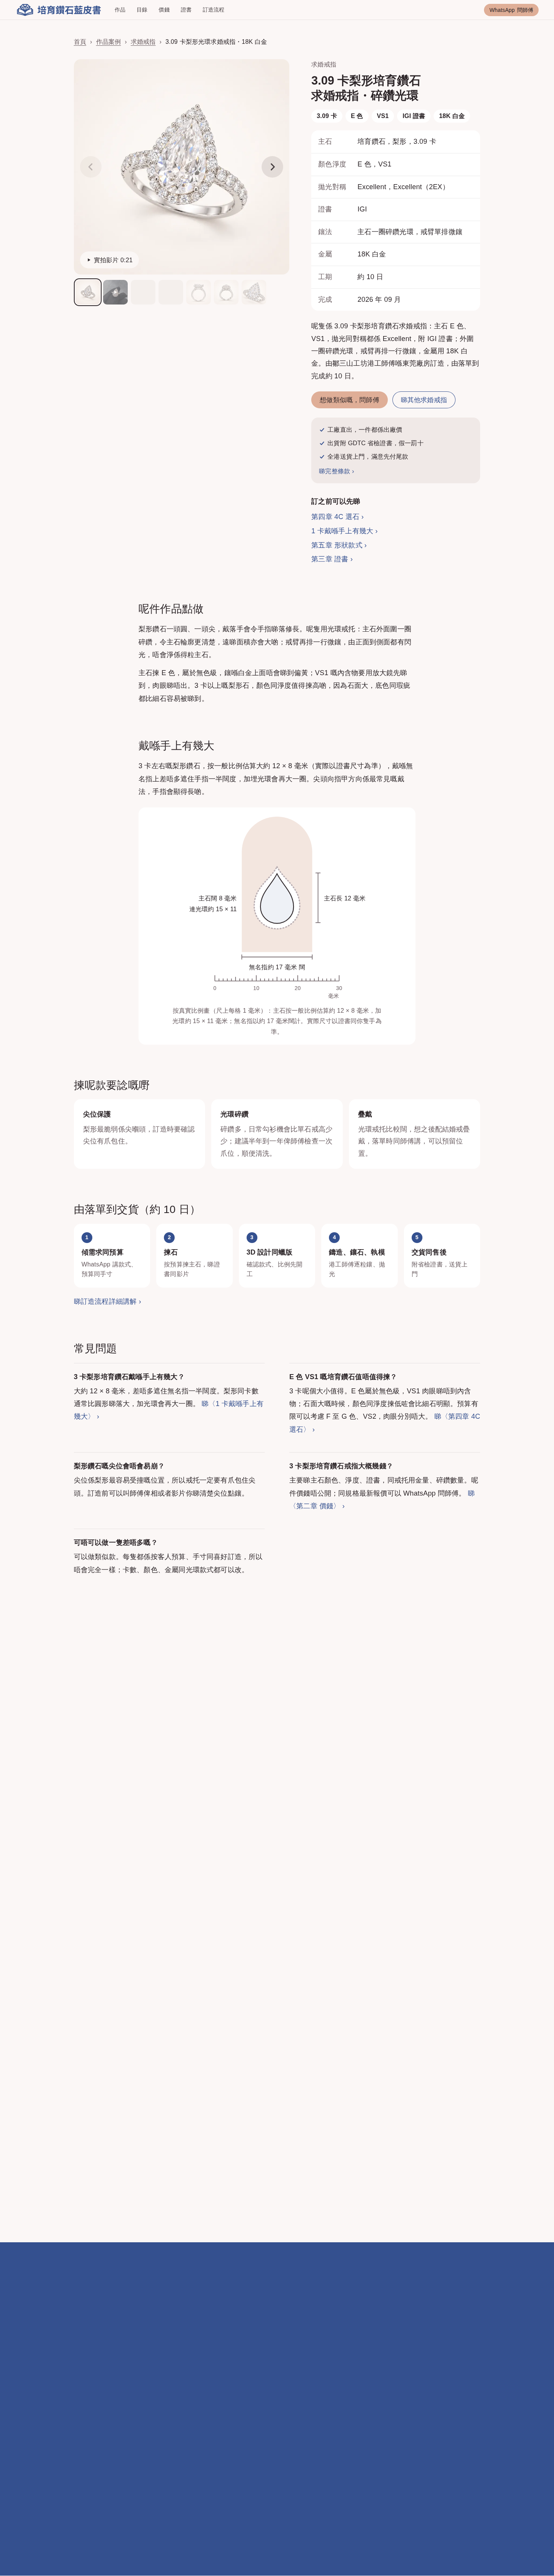 培育鑽石藍皮書 作品 目錄 價錢 證書 訂造流程 WhatsApp 問師傅
首頁 › 作品案例 › 求婚戒指 › 3.09 卡梨形光環求婚戒指・18K 白金
求婚戒指
3.09 卡梨形培育鑽石
求婚戒指・碎鑽光環
3.09 卡 E 色 VS1 IGI 證書 18K 白金
主石 培育鑽石，梨形，3.09 卡
顏色淨度 E 色，VS1
拋光對稱 Excellent，Excellent（2EX）
證書 IGI
鑲法 主石一圈碎鑽光環，戒臂單排微鑲
金屬 18K 白金
工期 約 10 日
完成 2026 年 09 月
實拍影片 0:21
呢隻係 3.09 卡梨形培育鑽石求婚戒指：主石 E 色、
VS1，拋光同對稱都係 Excellent，附 IGI 證書；外圍
一圈碎鑽光環，戒臂再排一行微鑲，金屬用 18K 白
金。由鄒三山工坊港工師傅喺東莞廠房訂造，由落單到
完成約 10 日。
想做類似嘅，問師傅 睇其他求婚戒指
工廠直出，一件都係出廠價
出貨附 GDTC 省檢證書，假一罰十
全港送貨上門，滿意先付尾款
睇完整條款 ›
訂之前可以先睇
第四章 4C 選石 ›
1 卡戴喺手上有幾大 ›
第五章 形狀款式 ›
第三章 證書 ›
呢件作品點做
梨形鑽石一頭圓、一頭尖，戴落手會令手指睇落修長。呢隻用光環戒托：主石外面圍一圈
碎鑽，令主石輪廓更清楚，遠睇面積亦會大啲；戒臂再排一行微鑲，由正面到側面都有閃
光，唔會淨係得粒主石。
主石揀 E 色，屬於無色級，鑲喺白金上面唔會睇到偏黃；VS1 嘅內含物要用放大鏡先睇
到，肉眼睇唔出。3 卡以上嘅梨形石，顏色同淨度值得揀高啲，因為石面大，底色同瑕疵
都比細石容易被睇到。
戴喺手上有幾大
3 卡左右嘅梨形鑽石，按一般比例估算大約 12 × 8 毫米（實際以證書尺寸為準），戴喺無
名指上差唔多遮住手指一半闊度，加埋光環會再大一圈。尖頭向指甲方向係最常見嘅戴
法，手指會顯得長啲。
主石闊 8 毫米
連光環約 15 × 11
主石長 12 毫米
無名指約 17 毫米 闊
0 10 20 30
毫米
按真實比例畫（尺上每格 1 毫米）；主石按一般比例估算約 12 × 8 毫米，加
光環約 15 × 11 毫米；無名指以約 17 毫米闊計。實際尺寸以證書同你隻手為
準。
揀呢款要諗嘅嘢
尖位保護
梨形最脆弱係尖嘴頭，訂造時要確認
尖位有爪包住。
光環碎鑽
碎鑽多，日常勾衫機會比單石戒高少
少；建議半年到一年俾師傅檢查一次
爪位，順便清洗。
疊戴
光環戒托比較闊，想之後配結婚戒疊
戴，落單時同師傅講，可以預留位
置。
由落單到交貨（約 10 日）
1
傾需求同預算
WhatsApp 講款式、
預算同手寸
2
揀石
按預算揀主石，睇證
書同影片
3
3D 設計同蠟版
確認款式、比例先開
工
4
鑄造、鑲石、執模
港工師傅逐粒鑲、拋
光
5
交貨同售後
附省檢證書，送貨上
門
睇訂造流程詳細講解 ›
常見問題
3 卡梨形培育鑽石戴喺手上有幾大？
大約 12 × 8 毫米，差唔多遮住無名指一半闊度。梨形同卡數
通常比圓形睇落大，加光環會再大一圈。 睇〈1 卡戴喺手上有
幾大〉 ›
E 色 VS1 嘅培育鑽石值唔值得揀？
3 卡呢個大小值得。E 色屬於無色級，VS1 肉眼睇唔到內含
物；石面大嘅時候，顏色同淨度揀低咗會比細石明顯。預算有
限可以考慮 F 至 G 色、VS2，肉眼分別唔大。 睇〈第四章 4C
選石〉 ›
梨形鑽石嘅尖位會唔會易崩？
尖位係梨形最容易受撞嘅位置，所以戒托一定要有爪包住尖
頭。訂造前可以叫師傅俾相或者影片你睇清楚尖位點鑲。
3 卡梨形培育鑽石戒指大概幾錢？
主要睇主石顏色、淨度、證書，同戒托用金量、碎鑽數量。呢
件價錢唔公開；同規格最新報價可以 WhatsApp 問師傅。 睇
〈第二章 價錢〉 ›
可唔可以做一隻差唔多嘅？
可以做類似款。每隻都係按客人預算、手寸同喜好訂造，所以
唔會完全一樣；卡數、顏色、金屬同光環款式都可以改。